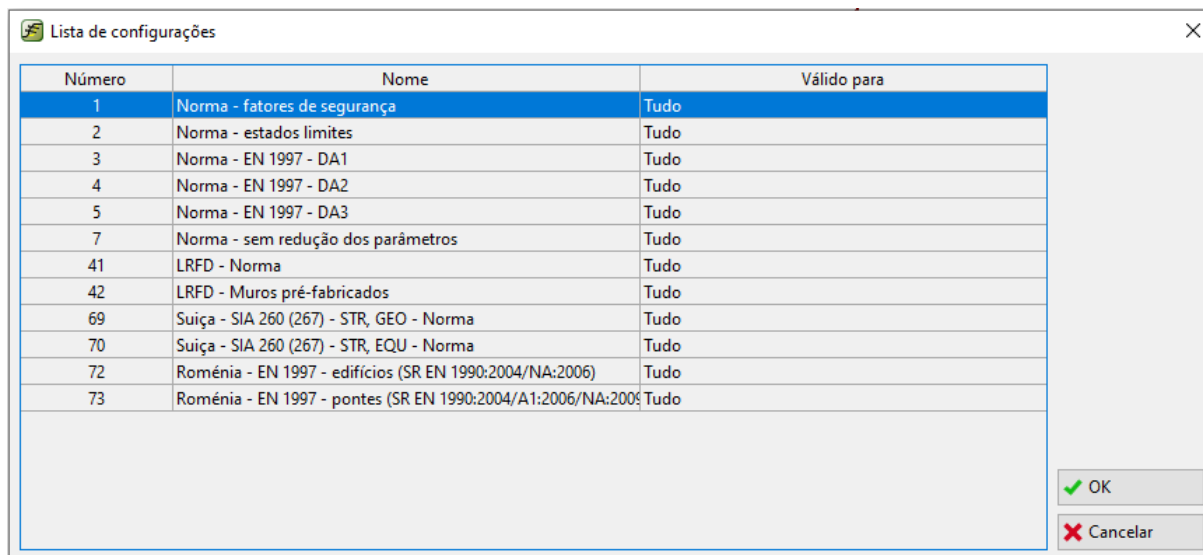 Lista de configurações
Número Nome Válido para
1 Norma - fatores de segurança Tudo
2 Norma - estados limites Tudo
3 Norma - EN 1997 - DA1 Tudo
4 Norma - EN 1997 - DA2 Tudo
5 Norma - EN 1997 - DA3 Tudo
7 Norma - sem redução dos parâmetros Tudo
41 LRFD - Norma Tudo
42 LRFD - Muros pré-fabricados Tudo
69 Suiça - SIA 260 (267) - STR, GEO - Norma Tudo
70 Suiça - SIA 260 (267) - STR, EQU - Norma Tudo
72 Roménia - EN 1997 - edifícios (SR EN 1990:2004/NA:2006) Tudo
73 Roménia - EN 1997 - pontes (SR EN 1990:2004/A1:2006/NA:2009 Tudo
OK
Cancelar